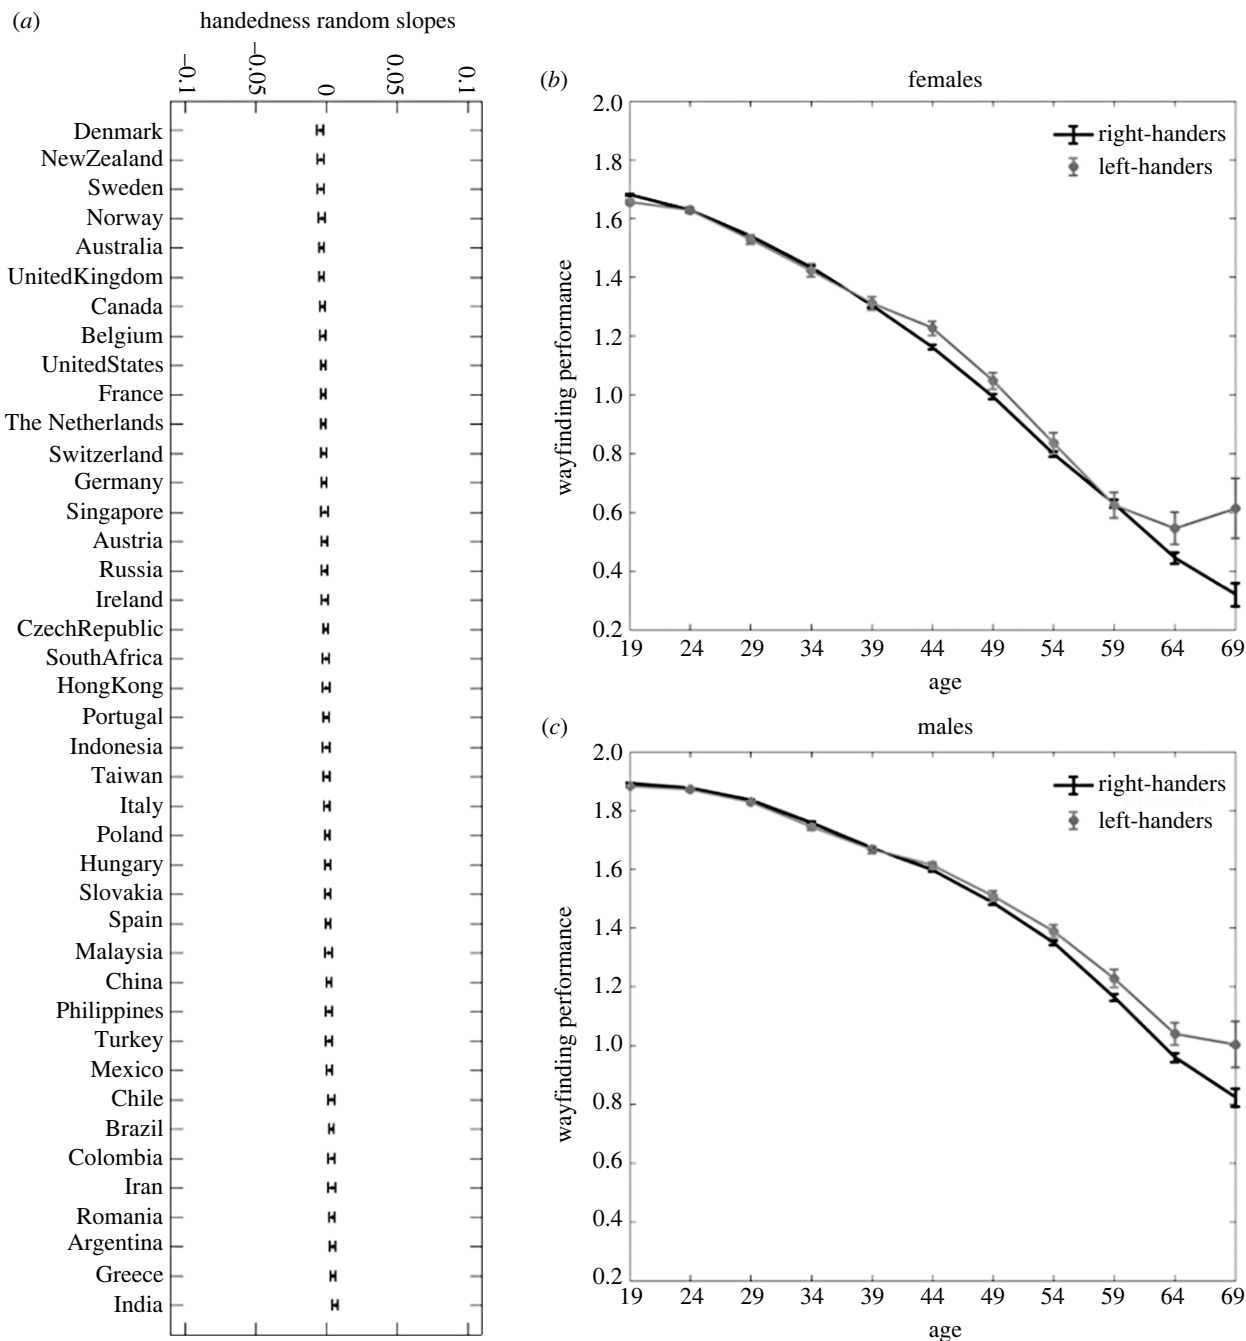 (a)
handedness random slopes
–0.1
–0.05
0
0.05
0.1
Denmark
NewZealand
Sweden
Norway
Australia
UnitedKingdom
Canada
Belgium
UnitedStates
France
The Netherlands
Switzerland
Germany
Singapore
Austria
Russia
Ireland
CzechRepublic
SouthAfrica
HongKong
Portugal
Indonesia
Taiwan
Italy
Poland
Hungary
Slovakia
Spain
Malaysia
China
Philippines
Turkey
Mexico
Chile
Brazil
Colombia
Iran
Romania
Argentina
Greece
India
(b)
females
right-handers
left-handers
wayfinding performance
2.0
1.8
1.6
1.4
1.2
1.0
0.8
0.6
0.4
0.2
19 24 29 34 39 44 49 54 59 64 69
age
(c)
males
right-handers
left-handers
wayfinding performance
2.0
1.8
1.6
1.4
1.2
1.0
0.8
0.6
0.4
0.2
19 24 29 34 39 44 49 54 59 64 69
age